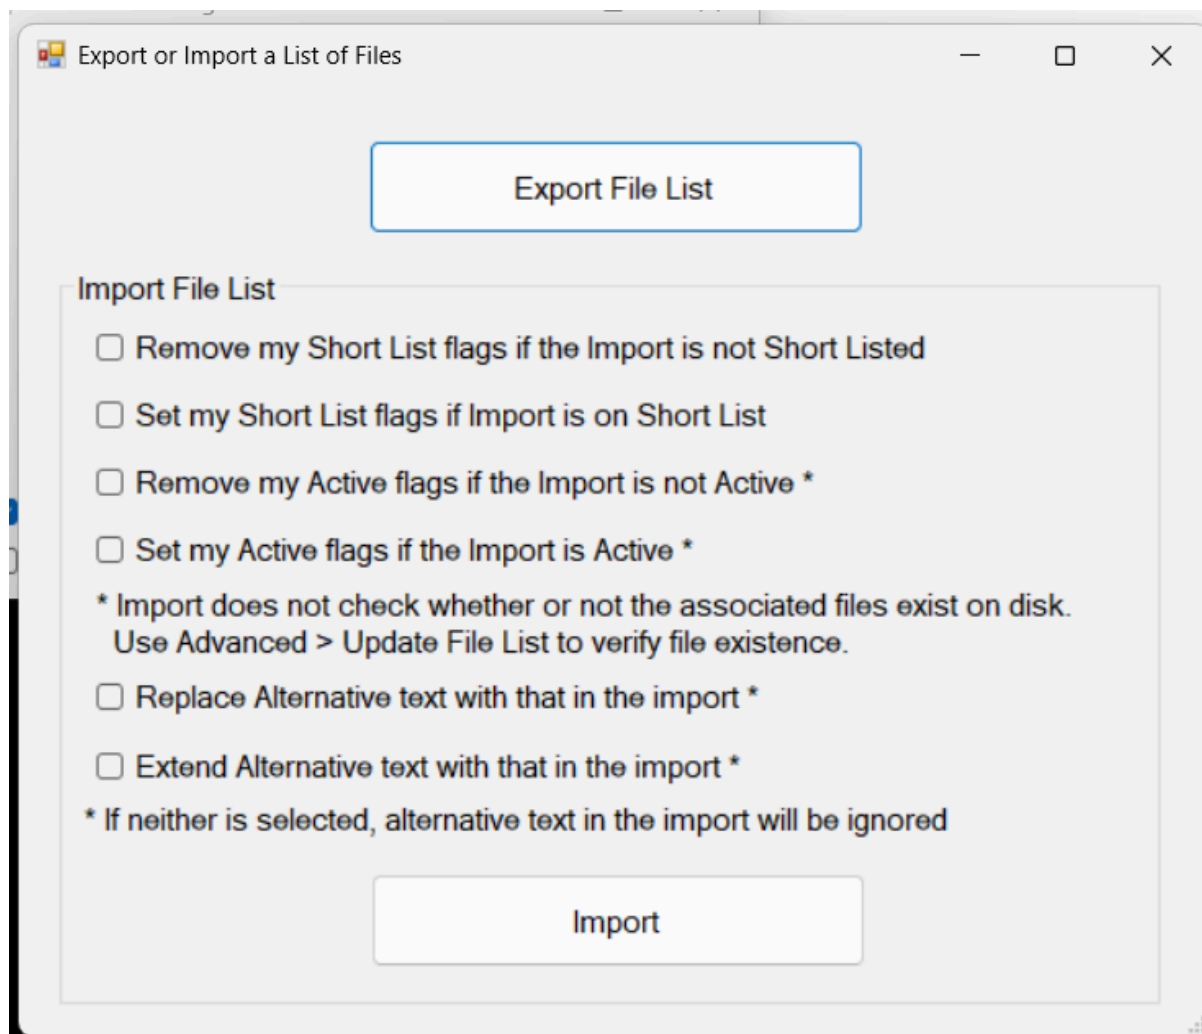 Export or Import a List of Files
Export File List
Import File List
Remove my Short List flags if the Import is not Short Listed
Set my Short List flags if Import is on Short List
Remove my Active flags if the Import is not Active *
Set my Active flags if the Import is Active *
* Import does not check whether or not the associated files exist on disk.
Use Advanced > Update File List to verify file existence.
Replace Alternative text with that in the import *
Extend Alternative text with that in the import *
* If neither is selected, alternative text in the import will be ignored
Import